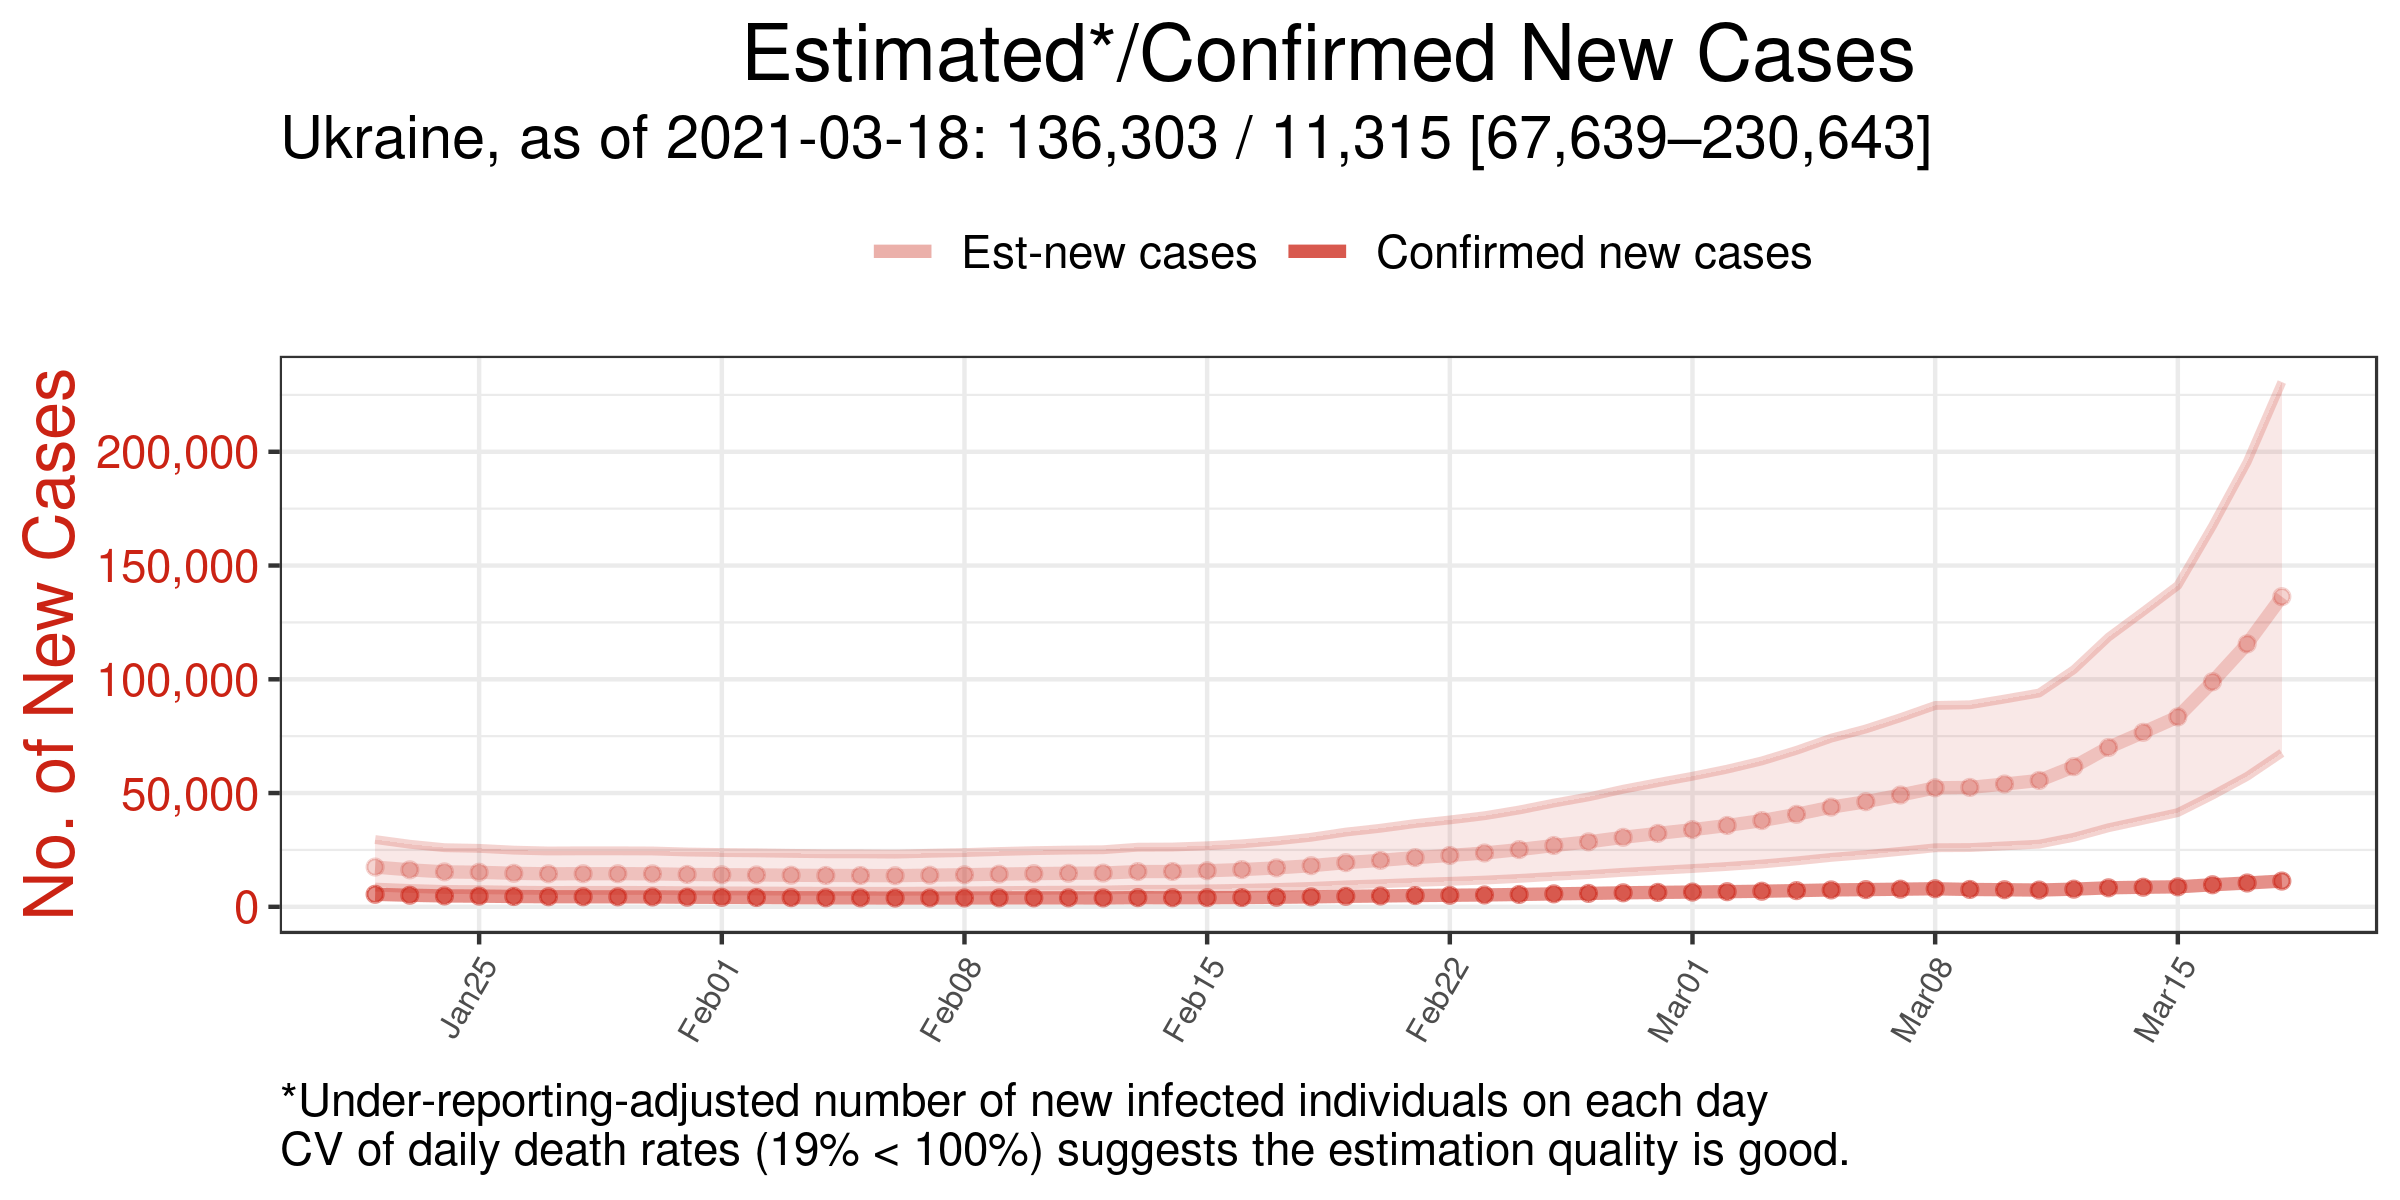 Estimated*/Confirmed New Cases
Ukraine, as of 2021-03-18: 136,303 / 11,315 [67,639–230,643]
Est-new cases
Confirmed new cases
No. of New Cases
200,000
150,000
100,000
50,000
0
Jan25
Feb01
Feb08
Feb15
Feb22
Mar01
Mar08
Mar15
*Under-reporting-adjusted number of new infected individuals on each day
CV of daily death rates (19% < 100%) suggests the estimation quality is good.